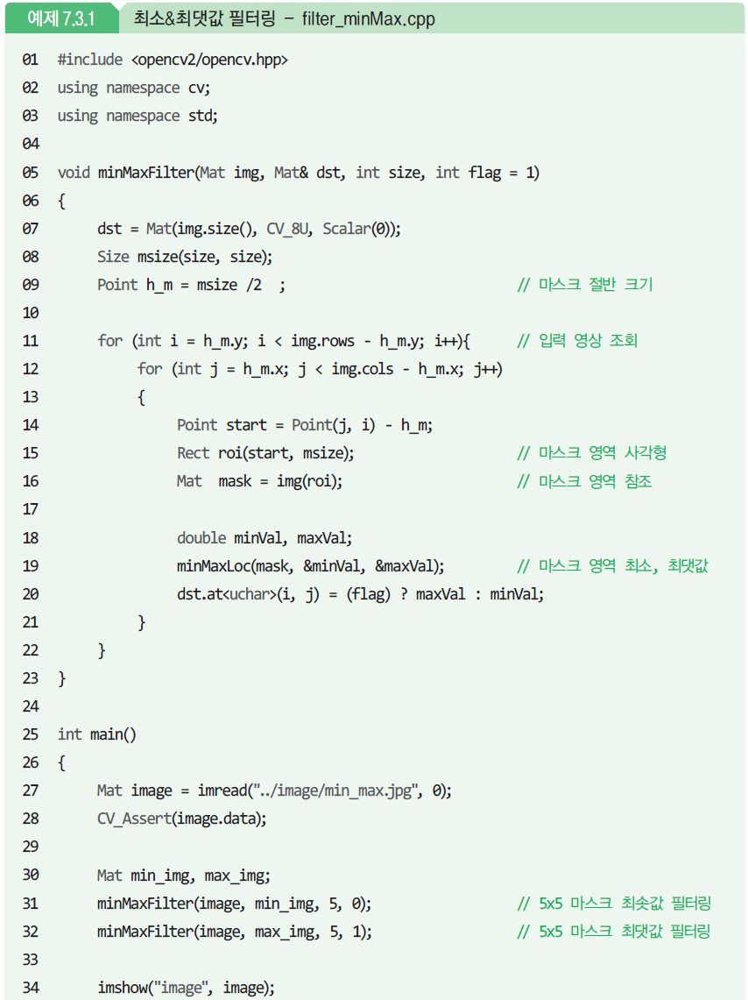 예제 7.3.1 최소&최댓값 필터링 - filter_minMax.cpp
01 #include <opencv2/opencv.hpp>
02 using namespace cv;
03 using namespace std;
04
05 void minMaxFilter(Mat img, Mat& dst, int size, int flag = 1)
06 {
07 dst = Mat(img.size(), CV_8U, Scalar(0));
08 Size msize(size, size);
09 Point h_m = msize /2 ; // 마스크 절반 크기
10
11 for (int i = h_m.y; i < img.rows - h_m.y; i++){ // 입력 영상 조회
12 for (int j = h_m.x; j < img.cols - h_m.x; j++)
13 {
14 Point start = Point(j, i) - h_m;
15 Rect roi(start, msize); // 마스크 영역 사각형
16 Mat mask = img(roi); // 마스크 영역 참조
17
18 double minVal, maxVal;
19 minMaxLoc(mask, &minVal, &maxVal); // 마스크 영역 최소, 최댓값
20 dst.at<uchar>(i, j) = (flag) ? maxVal : minVal;
21 }
22 }
23 }
24
25 int main()
26 {
27 Mat image = imread("../image/min_max.jpg", 0);
28 CV_Assert(image.data);
29
30 Mat min_img, max_img;
31 minMaxFilter(image, min_img, 5, 0); // 5x5 마스크 최솟값 필터링
32 minMaxFilter(image, max_img, 5, 1); // 5x5 마스크 최댓값 필터링
33
34 imshow("image", image);